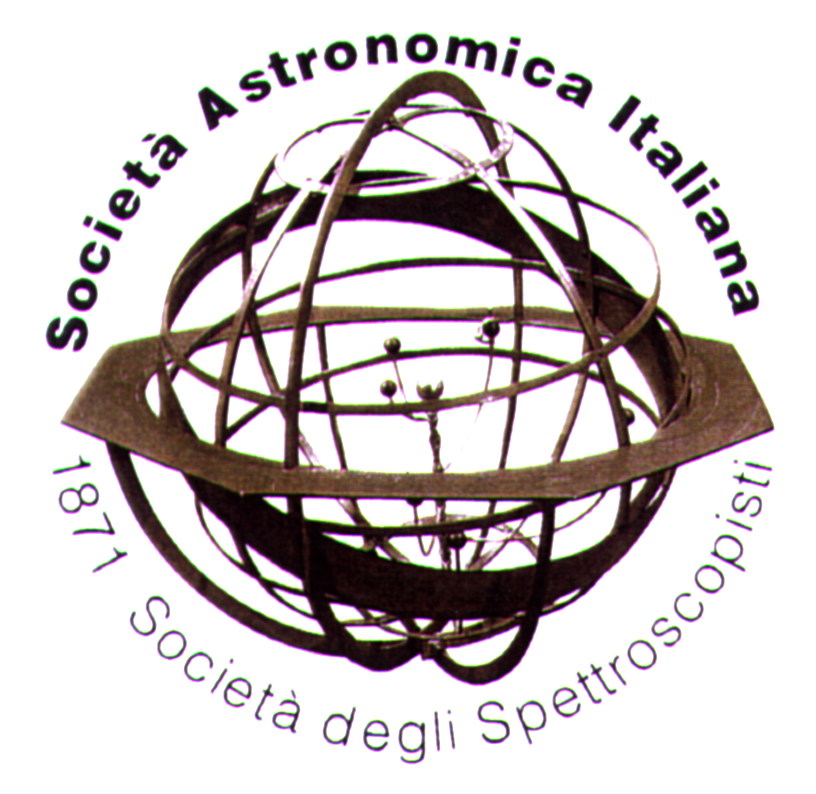 Società Astronomica Italiana
1871 Società degli Spettroscopisti